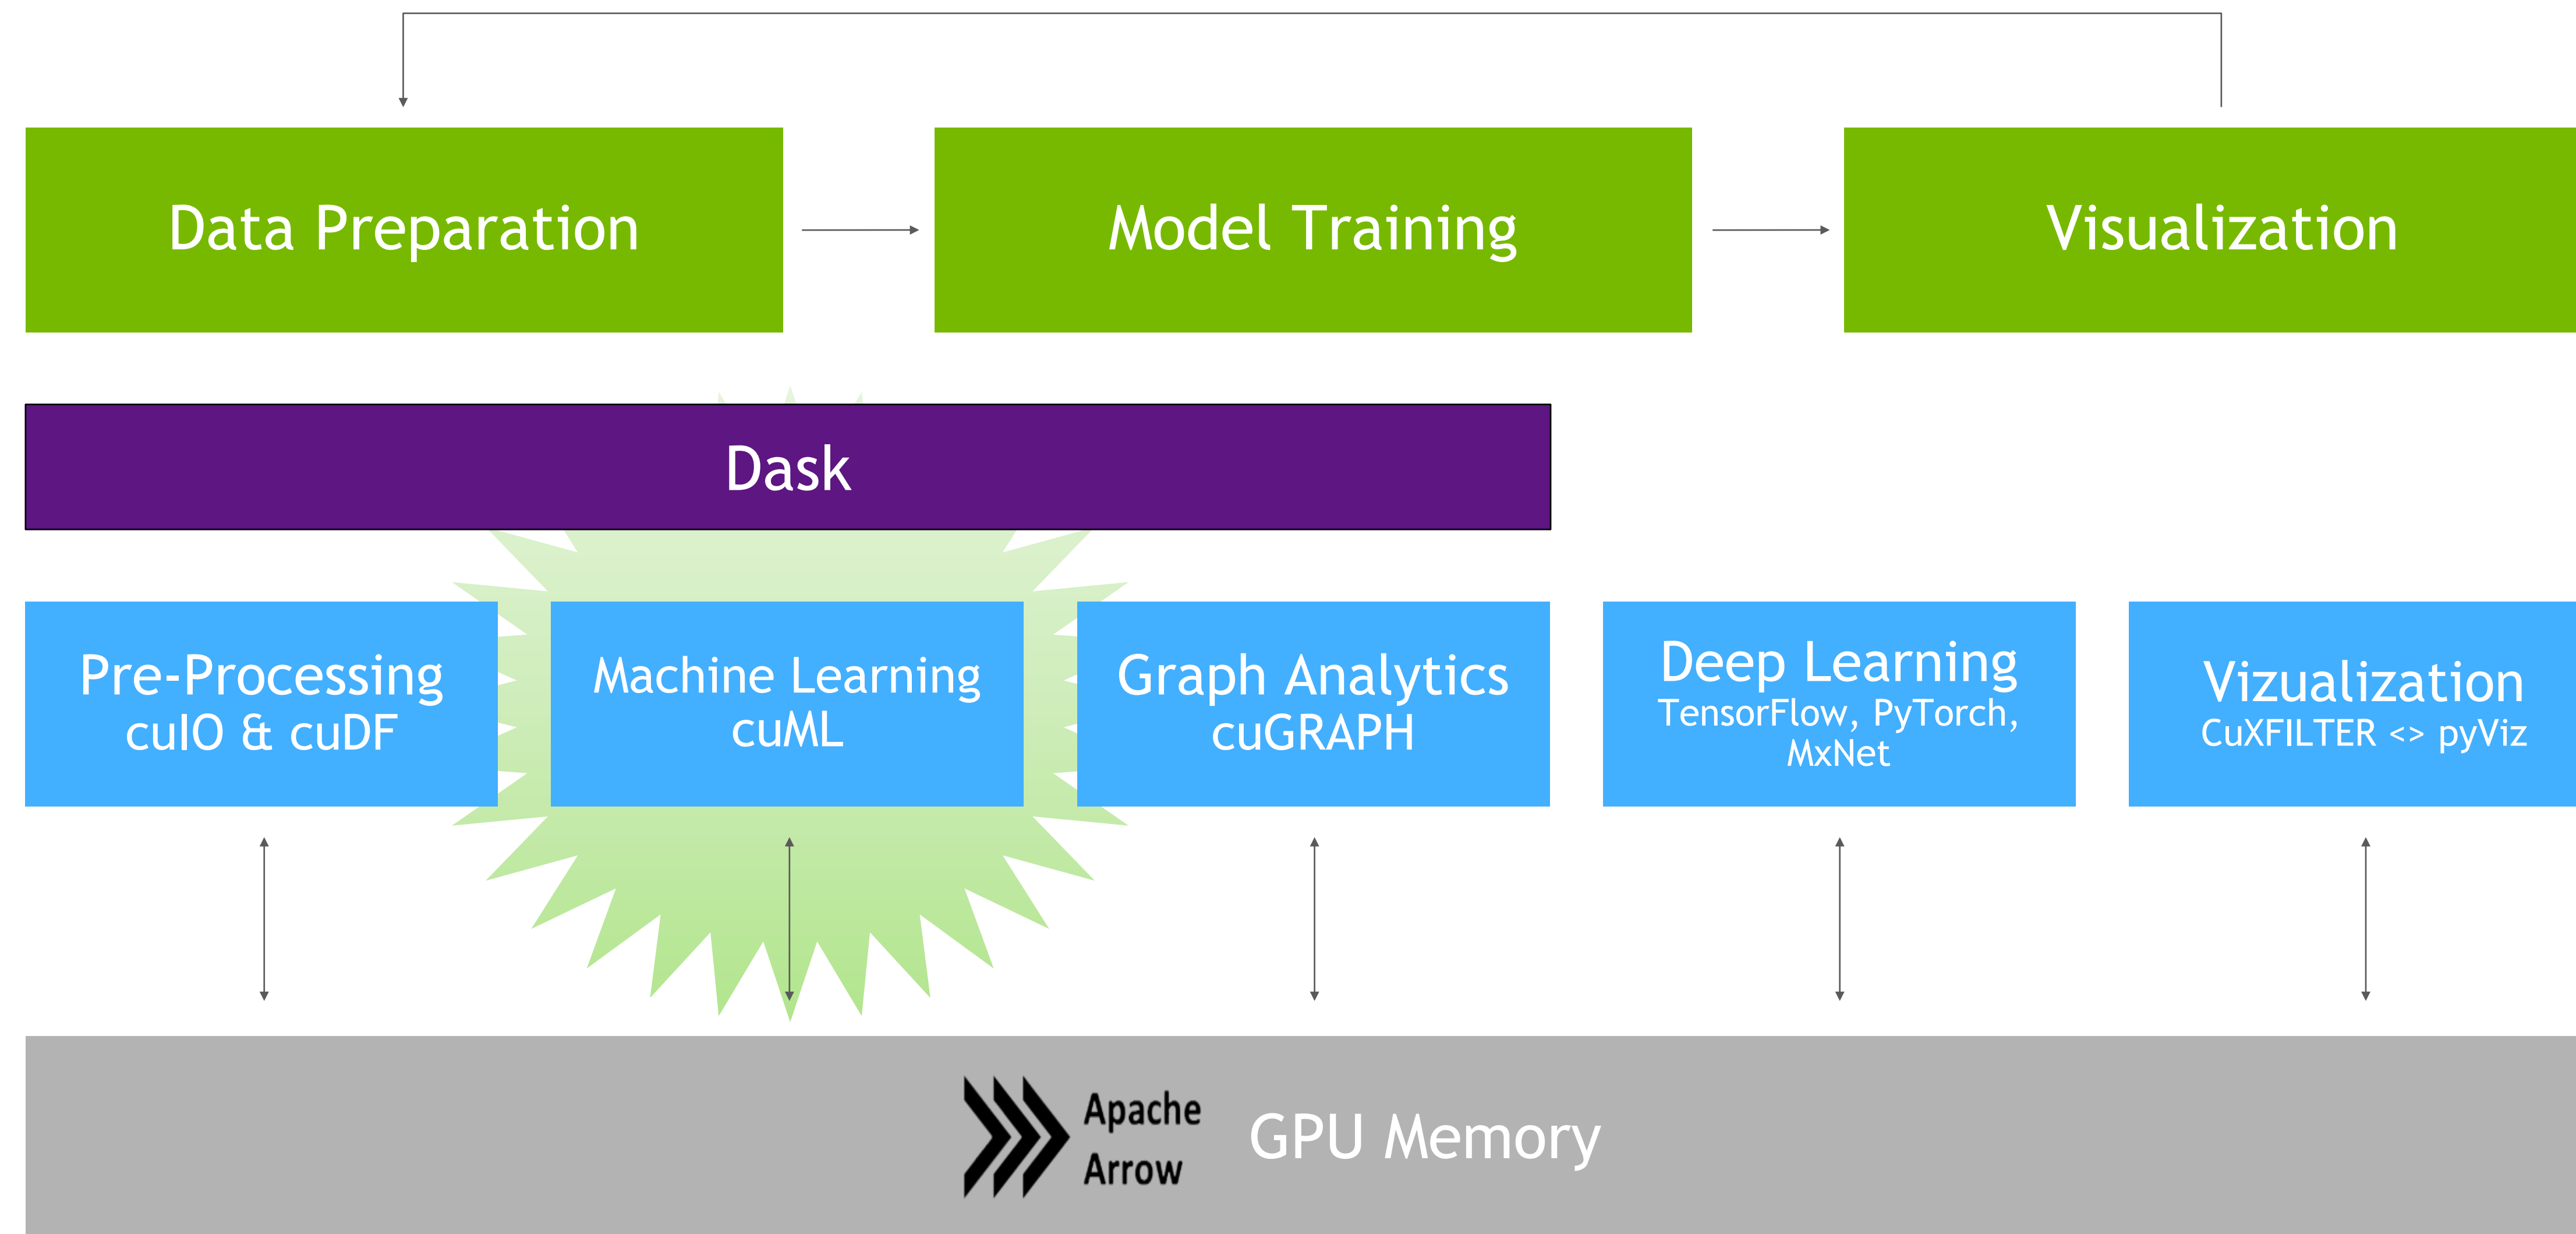 Data Preparation
Model Training
Visualization
Dask
Pre-Processing
cuIO & cuDF
Machine Learning
cuML
Graph Analytics
cuGRAPH
Deep Learning
TensorFlow, PyTorch,
MxNet
Vizualization
CuXFILTER <> pyViz
Apache
Arrow
GPU Memory